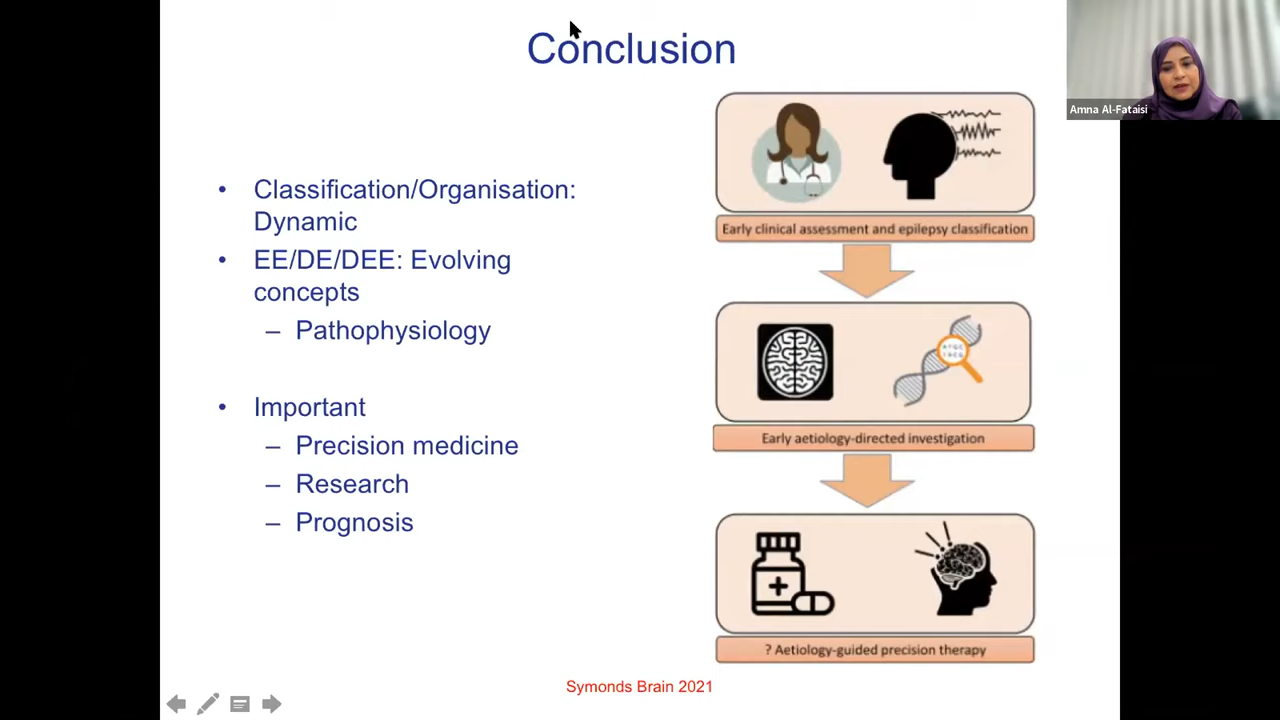 Conclusion
Amna Al-Fataisi
• Classification/Organisation:
Dynamic
• EE/DE/DEE: Evolving
concepts
– Pathophysiology
• Important
– Precision medicine
– Research
– Prognosis
Early clinical assessment and epilepsy classification
Early aetiology-directed investigation
? Aetiology-guided precision therapy
Symonds Brain 2021